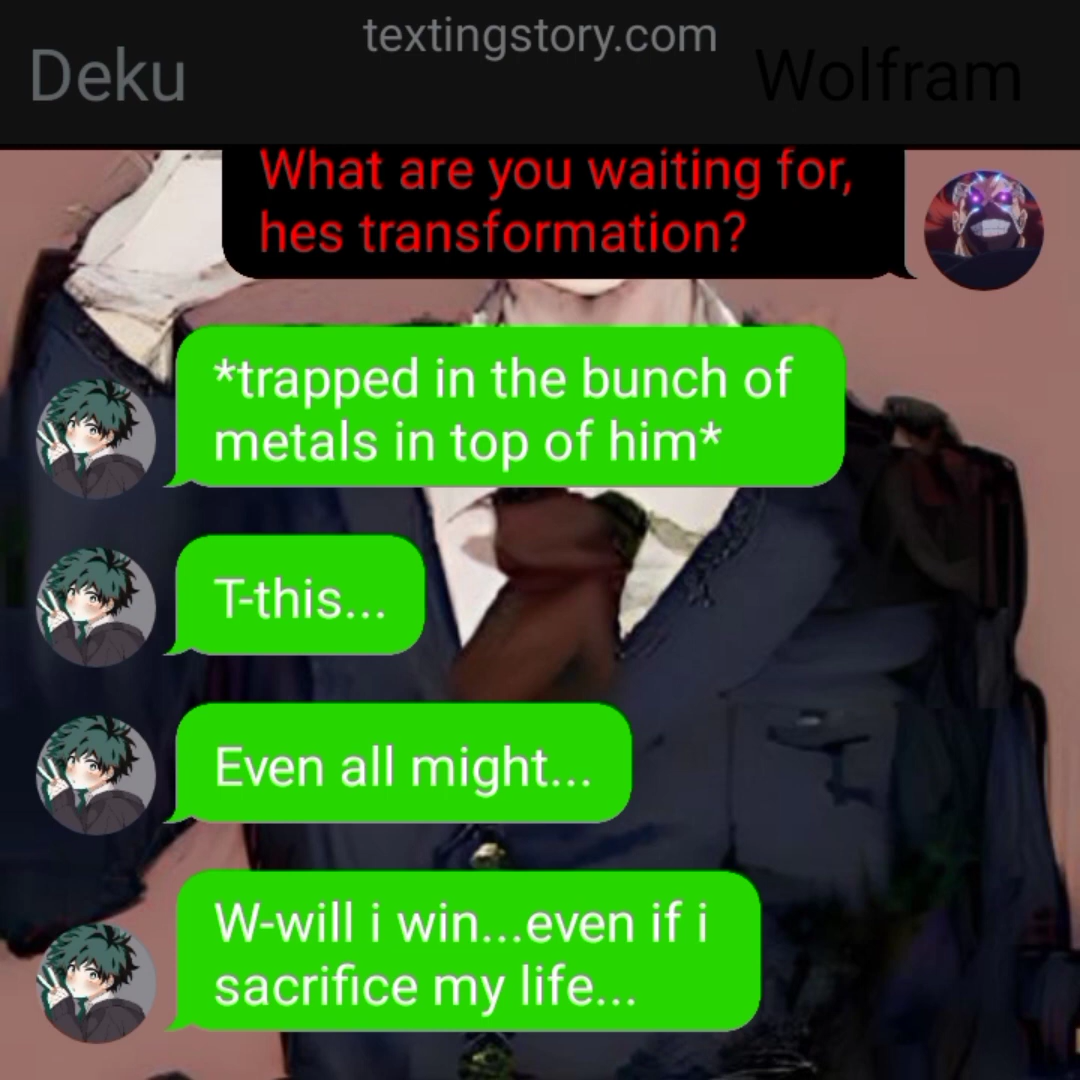 textingstory.com
Deku
Wolfram
What are you waiting for,
hes transformation?
*trapped in the bunch of
metals in top of him*
T-this...
Even all might...
W-will i win...even if i
sacrifice my life...